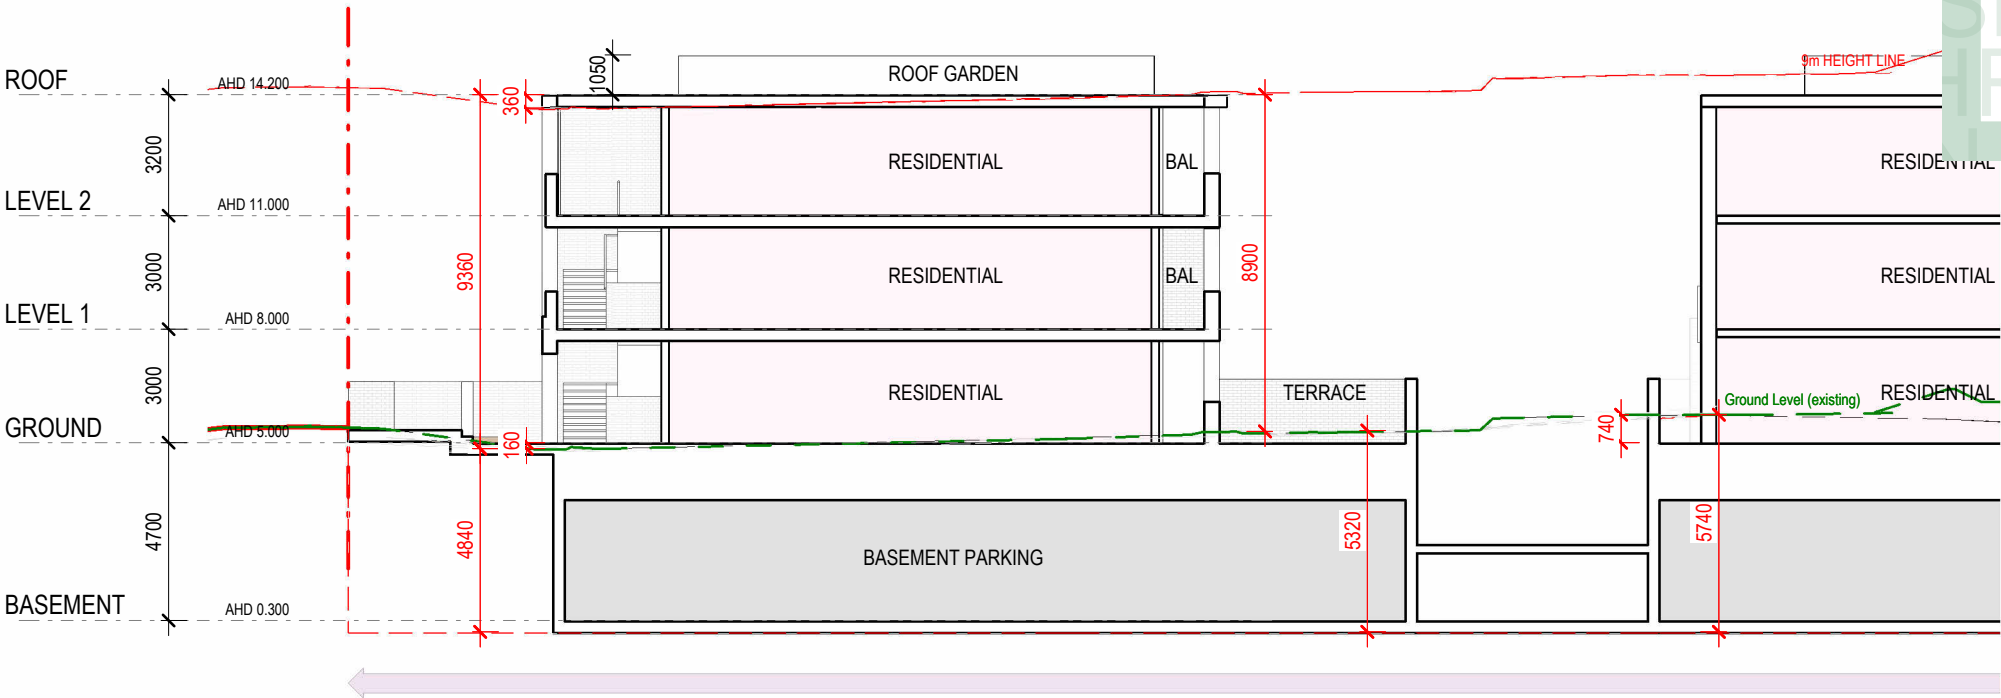 ROOF
AHD 14.200
360
1050
ROOF GARDEN
9m HEIGHT LINE
3200
RESIDENTIAL
BAL
RESIDENTIAL
LEVEL 2
AHD 11.000
3000
9360
RESIDENTIAL
BAL
8900
RESIDENTIAL
LEVEL 1
AHD 8.000
3000
RESIDENTIAL
TERRACE
RESIDENTIAL
Ground Level (existing)
GROUND
AHD 5.000
160
740
4700
4840
BASEMENT PARKING
5320
5740
BASEMENT
AHD 0.300